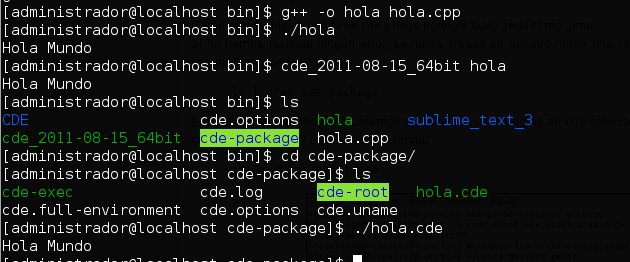 [administrador@localhost bin]$ g++ -o hola hola.cpp
[administrador@localhost bin]$ ./hola
Hola Mundo
[administrador@localhost bin]$ cde_2011-08-15_64bit hola
Hola Mundo
[administrador@localhost bin]$ ls
CDE cde.options hola sublime_text_3
cde_2011-08-15_64bit cde-package hola.cpp
[administrador@localhost bin]$ cd cde-package/
[administrador@localhost cde-package]$ ls
cde-exec cde.log cde-root hola.cde
cde.full-environment cde.options cde.uname
[administrador@localhost cde-package]$ ./hola.cde
Hola Mundo
[administrador@localhost cde-package]$